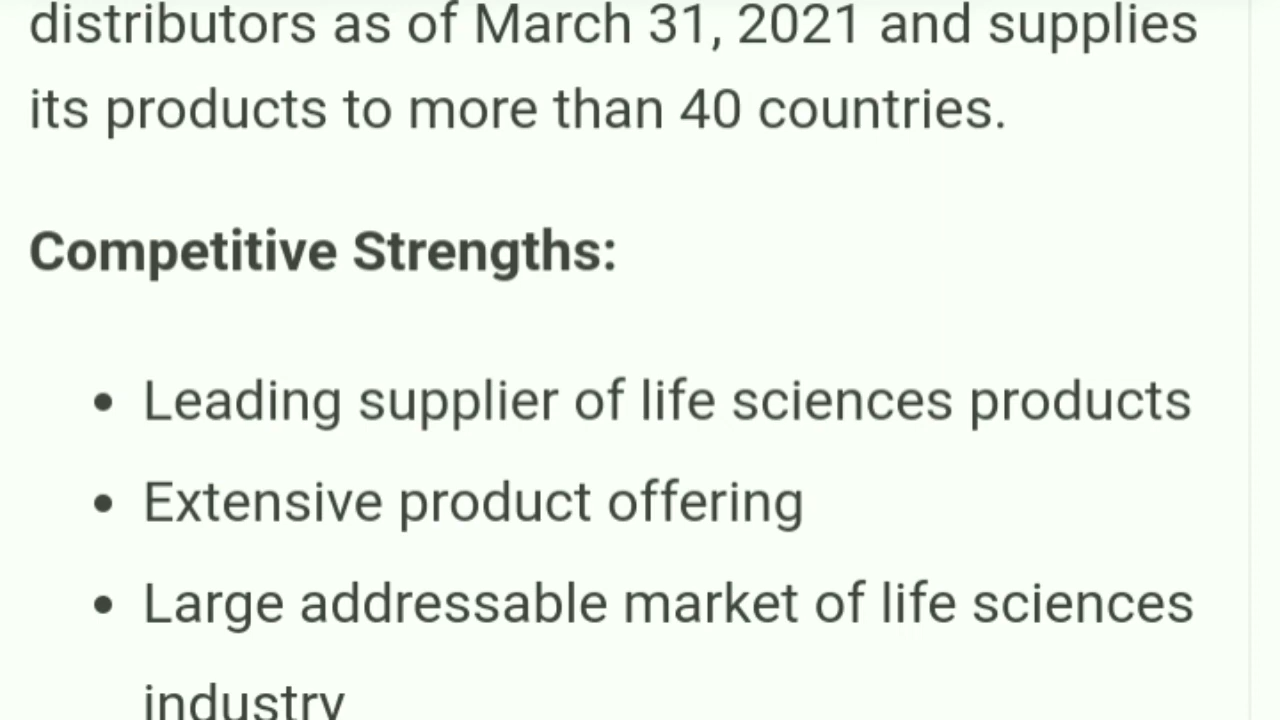 distributors as of March 31, 2021 and supplies
its products to more than 40 countries.
Competitive Strengths:
• Leading supplier of life sciences products
• Extensive product offering
• Large addressable market of life sciences
industry